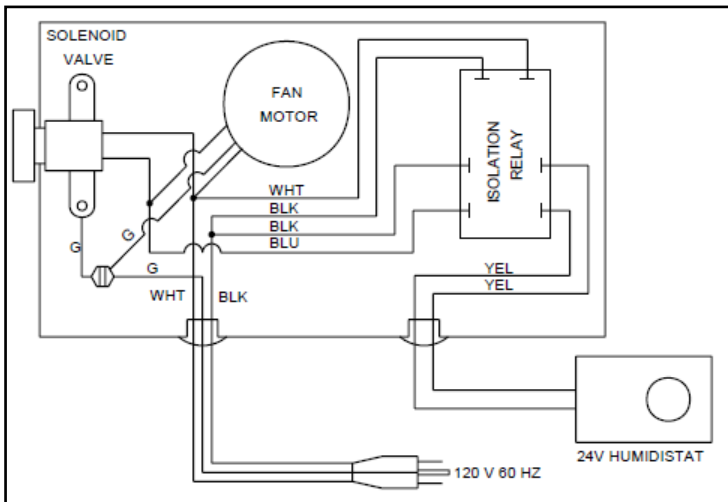 SOLENOID
VALVE
FAN
MOTOR
ISOLATION
RELAY
WHT
BLK
BLK
BLU
G
G
G
WHT
BLK
YEL
YEL
24V HUMIDISTAT
120 V 60 HZ